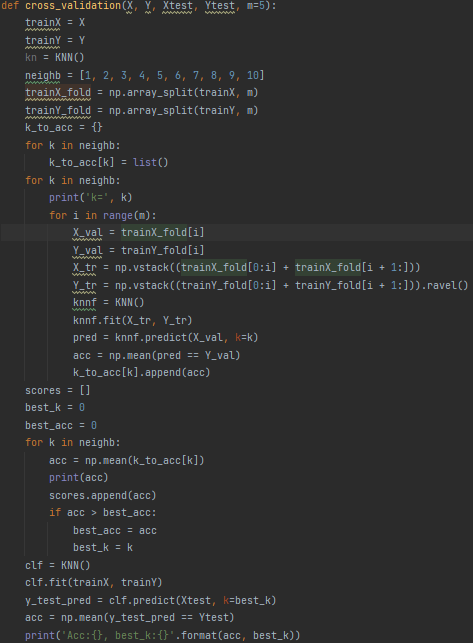 def cross_validation(X, Y, Xtest, Ytest, m=5):
    trainX = X
    trainY = Y
    kn = KNN()
    neighb = [1, 2, 3, 4, 5, 6, 7, 8, 9, 10]
    trainX_fold = np.array_split(trainX, m)
    trainY_fold = np.array_split(trainY, m)
    k_to_acc = {}
    for k in neighb:
        k_to_acc[k] = list()
    for k in neighb:
        print('k=', k)
        for i in range(m):
            X_val = trainX_fold[i]
            Y_val = trainY_fold[i]
            X_tr = np.vstack((trainX_fold[0:i] + trainX_fold[i + 1:]))
            Y_tr = np.vstack((trainY_fold[0:i] + trainY_fold[i + 1:])).ravel()
            knnf = KNN()
            knnf.fit(X_tr, Y_tr)
            pred = knnf.predict(X_val, k=k)
            acc = np.mean(pred == Y_val)
            k_to_acc[k].append(acc)
    scores = []
    best_k = 0
    best_acc = 0
    for k in neighb:
        acc = np.mean(k_to_acc[k])
        print(acc)
        scores.append(acc)
        if acc > best_acc:
            best_acc = acc
            best_k = k
    clf = KNN()
    clf.fit(trainX, trainY)
    y_test_pred = clf.predict(Xtest, k=best_k)
    acc = np.mean(y_test_pred == Ytest)
    print('Acc:{}, best_k:{}'.format(acc, best_k))